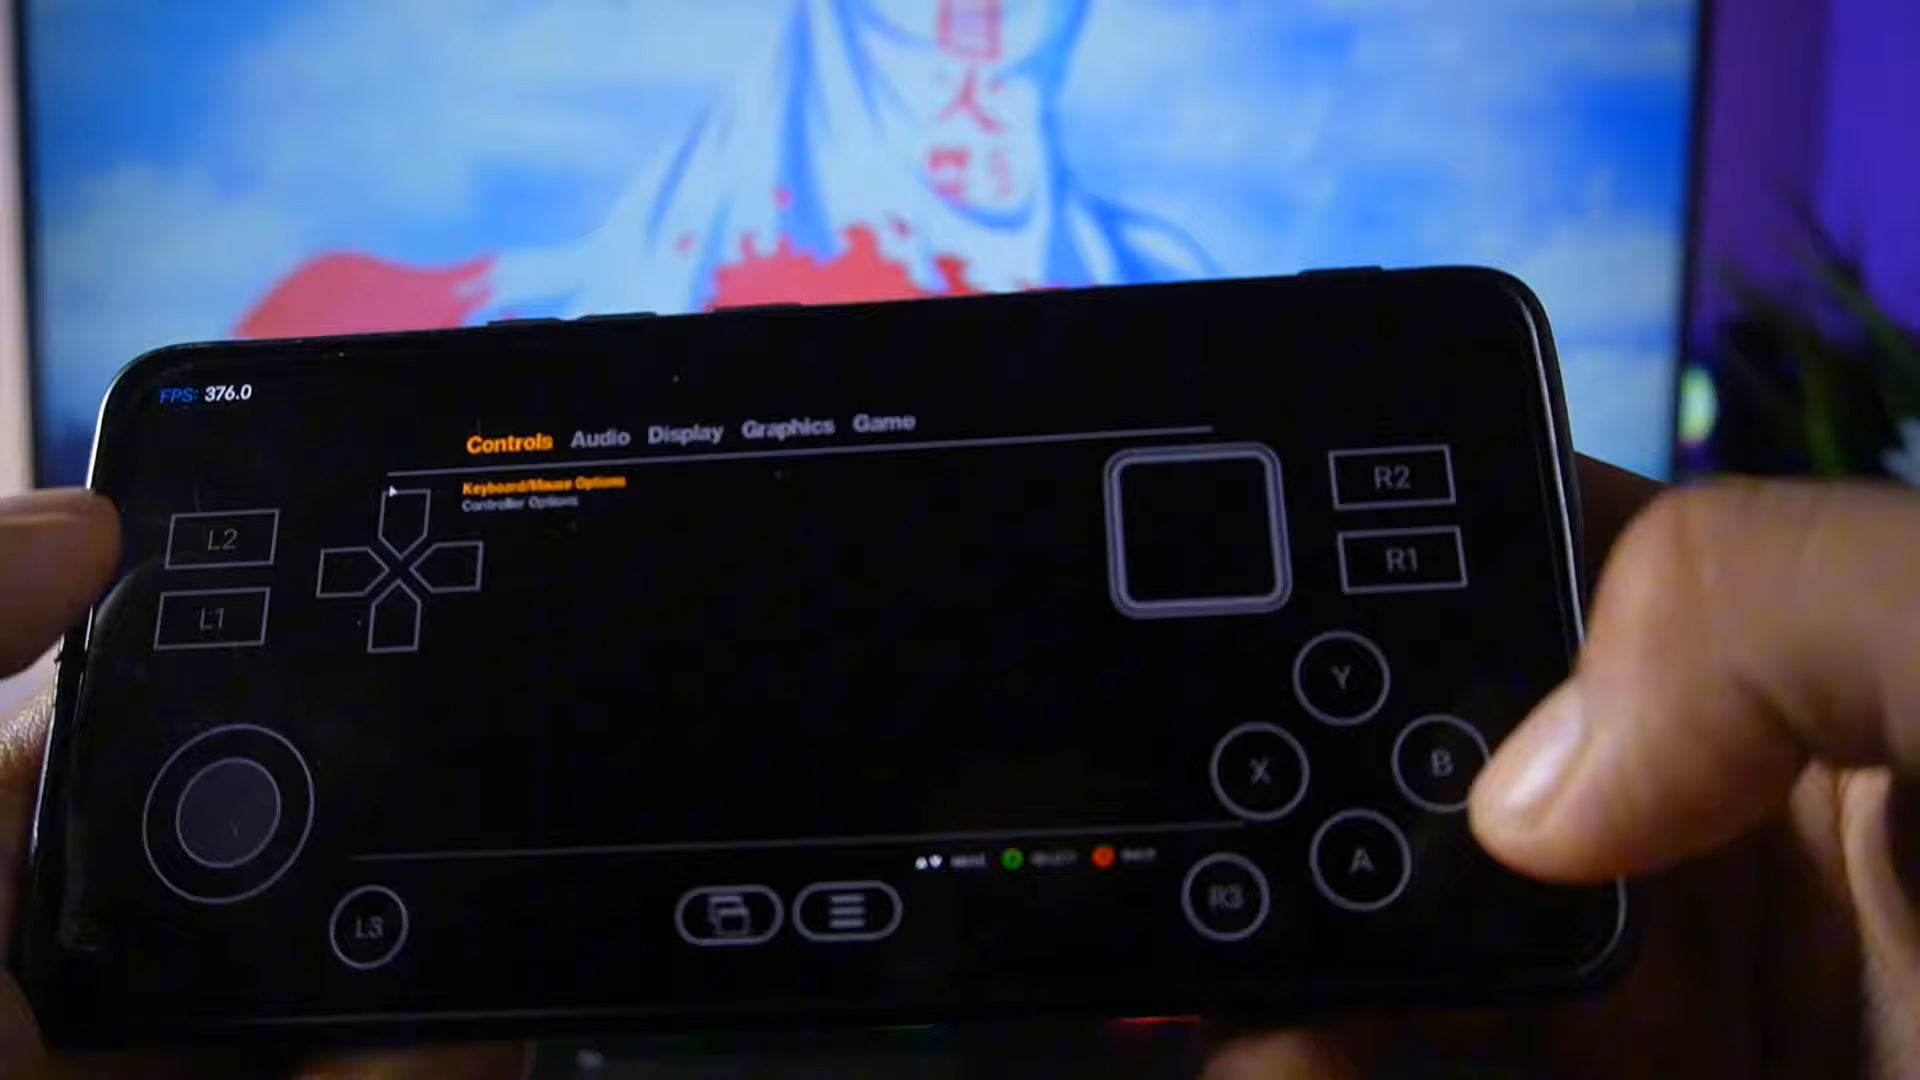 火
FPS: 376.0
Controls Audio Display Graphics Game
Keyboard/Mouse Options
Controller Options
L2
R2
L1
R1
Y
X
B
A
L3
R3